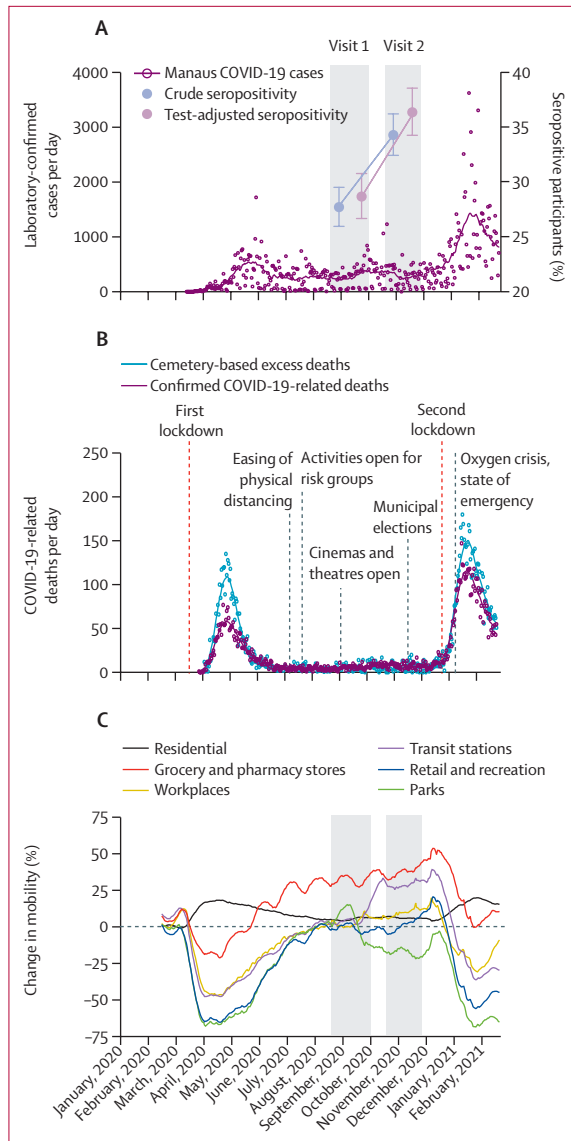 A
Visit 1 Visit 2
Manaus COVID-19 cases
Crude seropositivity
Test-adjusted seropositivity
Laboratory-confirmed
cases per day
4000
3000
2000
1000
0
40
35
30
25
20
Seropositive participants (%)
B
Cemetery-based excess deaths
Confirmed COVID-19-related deaths
First
lockdown
Second
lockdown
Easing of
physical
distancing
Activities open for
risk groups
Cinemas and
theatres open
Municipal
elections
Oxygen crisis,
state of
emergency
COVID-19-related
deaths per day
250
200
150
100
50
0
C
Residential
Grocery and pharmacy stores
Workplaces
Transit stations
Retail and recreation
Parks
Change in mobility (%)
75
50
25
0
−25
−50
−75
January, 2020
February, 2020
March, 2020
April, 2020
May, 2020
June, 2020
July, 2020
August, 2020
September, 2020
October, 2020
November, 2020
December, 2020
January, 2021
February, 2021